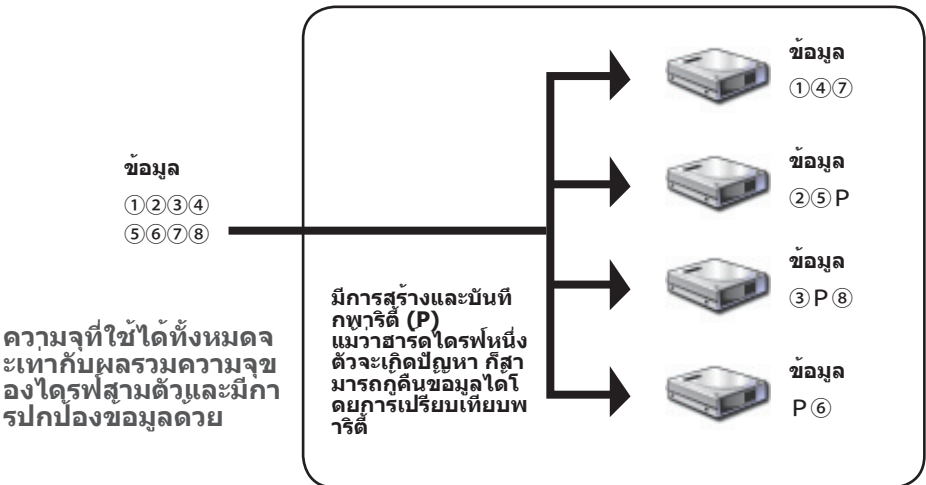 ข้อมูล
①②③④
⑤⑥⑦⑧
ความจุที่ใช้ได้ทั้งหมดจ
ะเท่ากับผลรวมความจุข
องไดรฟ์สามตัวและมีกา
รปกป้องข้อมูลด้วย
มีการสร้างและบันทึ
กพาริตี้ (P)
แม้ว่าฮาร์ดไดรฟ์หนึ่ง
ตัวจะเกิดปัญหา ก็สา
มารถกู้คืนข้อมูลได้โ
ดยการเปรียบเทียบพ
าริตี้
ข้อมูล
①④⑦
ข้อมูล
②⑤P
ข้อมูล
③P⑧
ข้อมูล
P⑥